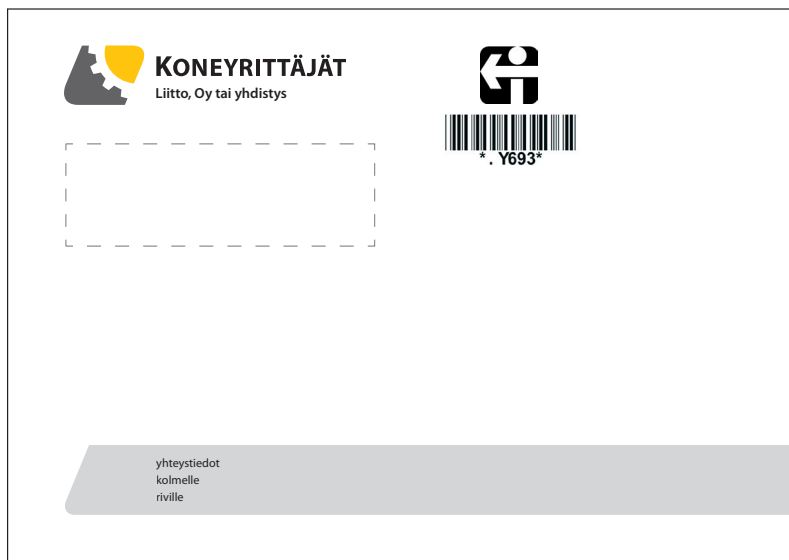 KONEYRITTÄJÄT
Liitto, Oy tai yhdistys
*. Y693*
yhteystiedot
kolmelle
riville